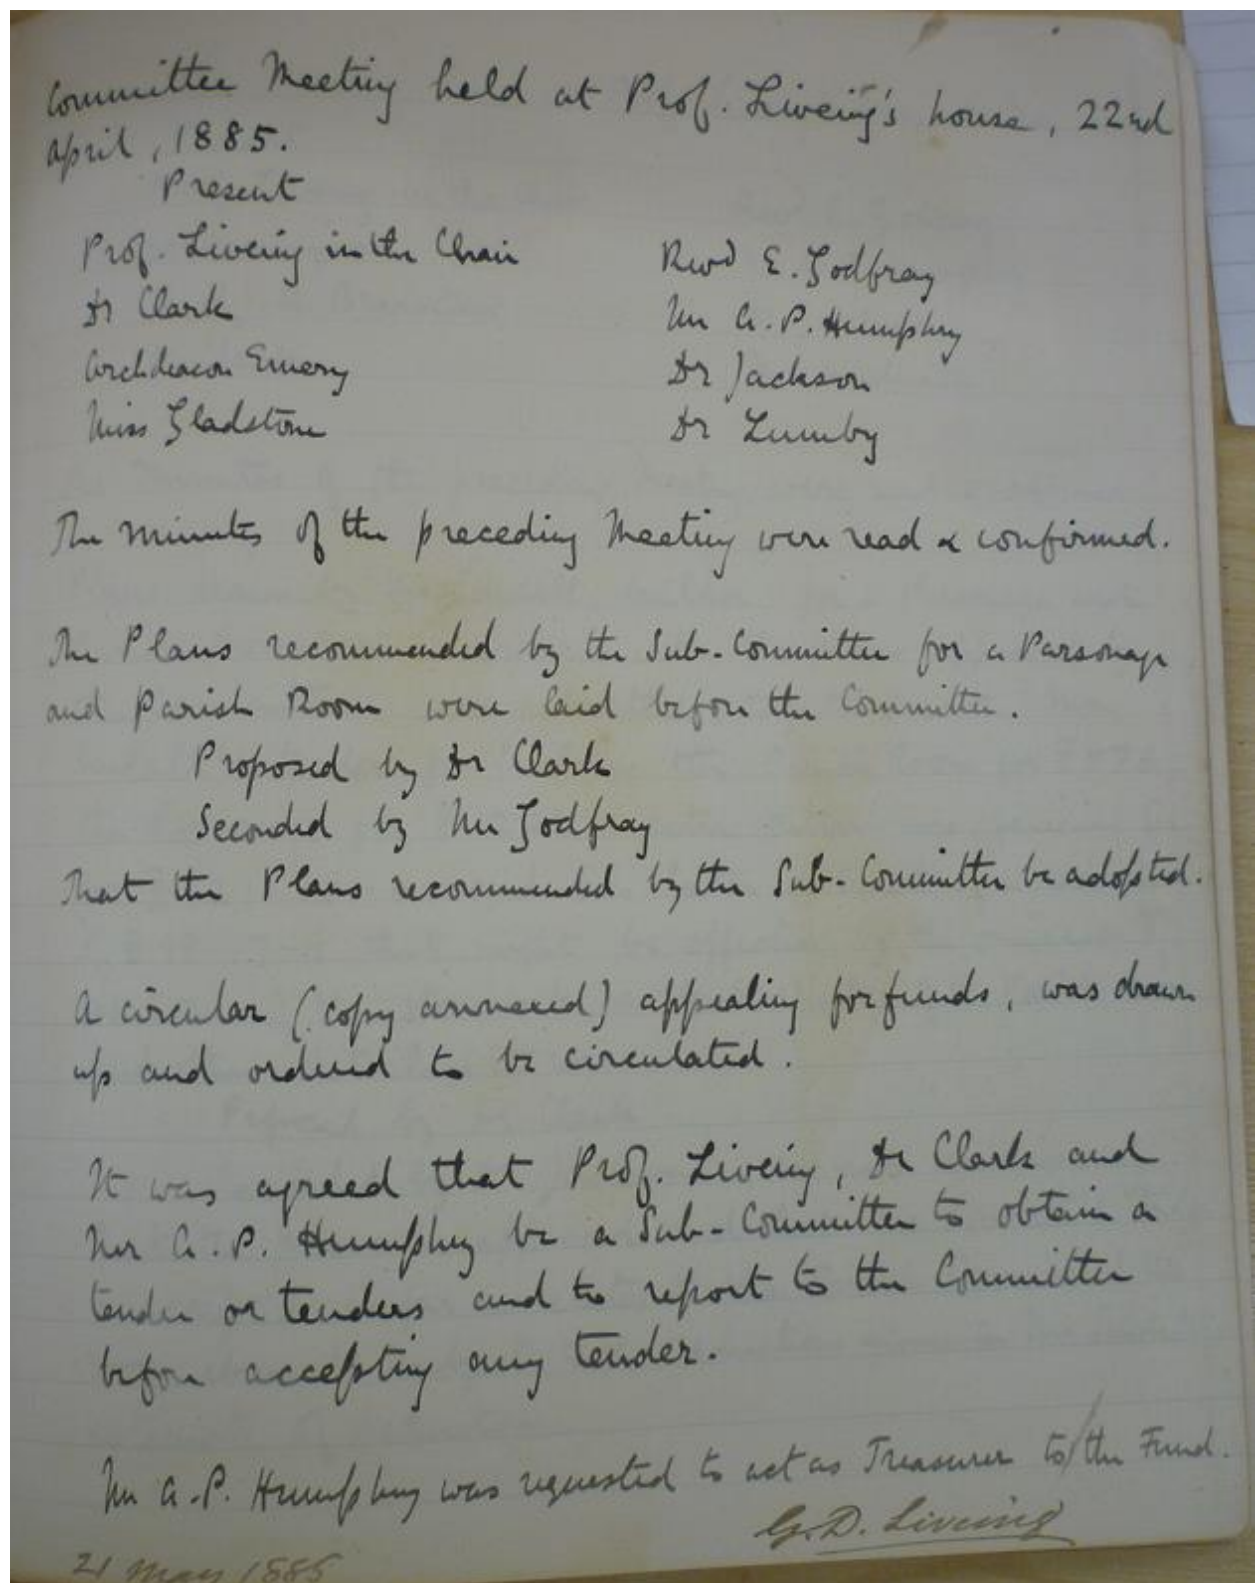 Committee Meeting held at Prof. Liveing's house, 22nd
April, 1885.
Present
Prof. Liveing in the Chair
Dr Clark
Archdeacon Emery
Miss Gladstone
Revd E. Godfray
Mr A. P. Humphry
Dr Jackson
Dr Lumby
The Minutes of the preceding Meeting were read & confirmed.
The Plans recommended by the Sub-Committee for a Parsonage
and Parish Room were laid before the Committee.
Proposed by Dr Clark
Seconded by Mr Godfray
That the Plans recommended by the Sub-Committee be adopted.
A circular (copy annexed) appealing for funds, was drawn
up and ordered to be circulated.
It was agreed that Prof. Liveing, Dr Clark and
Mr A. P. Humphry be a Sub-Committee to obtain a
tender or tenders and to report to the Committee
before accepting any tender.
Mr A. P. Humphry was requested to act as Treasurer to the Fund.
G. D. Liveing
21 May 1885